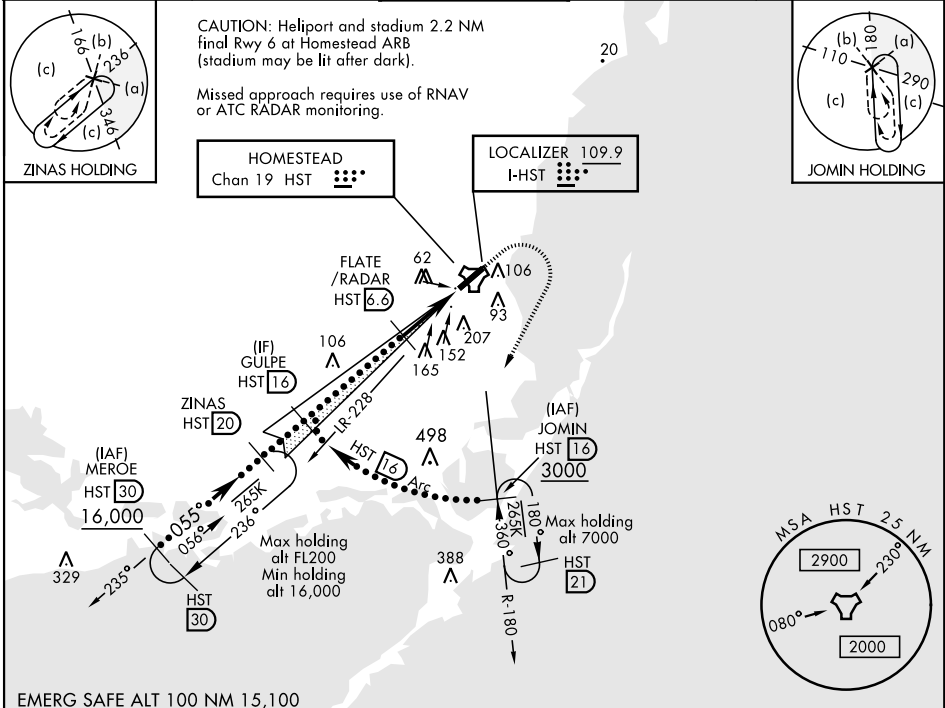 166
(b)
236
(c)
(a)
(c)
346
ZINAS HOLDING
CAUTION: Heliport and stadium 2.2 NM
final Rwy 6 at Homestead ARB
(stadium may be lit after dark).
Missed approach requires use of RNAV
or ATC RADAR monitoring.
20
180
(b)
(a)
110
290
(c)
(c)
JOMIN HOLDING
HOMESTEAD
Chan 19 HST
LOCALIZER 109.9
I-HST
FLATE
/RADAR
HST 6.6
62
106
93
207
152
165
(IF)
GULPE
HST 16
106
ZINAS
HST 20
LR-228
HST 16 Arc
498
(IAF)
JOMIN
HST 16
3000
(IAF)
MEROE
HST 30
16,000
055°
056°
265K
236°
235°
329
HST
30
Max holding
alt FL200
Min holding
alt 16,000
388
265K
360°
180°
Max holding
alt 7000
HST
21
R-180
MSA HST 25 NM
2900
230°
080°
2000
EMERG SAFE ALT 100 NM 15,100